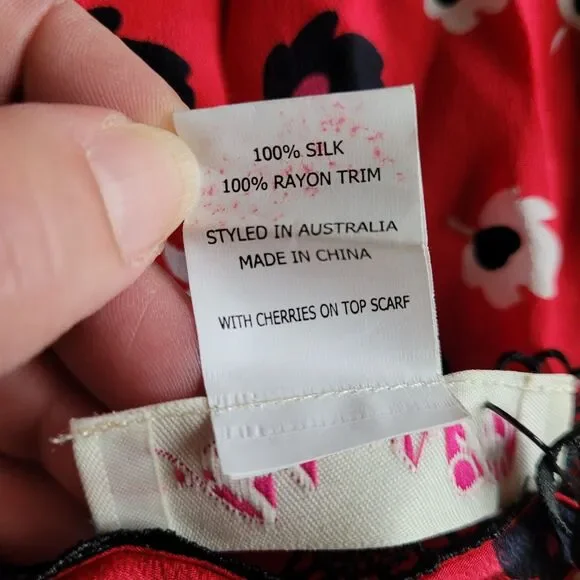 100% SILK
100% RAYON TRIM
STYLED IN AUSTRALIA
MADE IN CHINA
WITH CHERRIES ON TOP SCARF